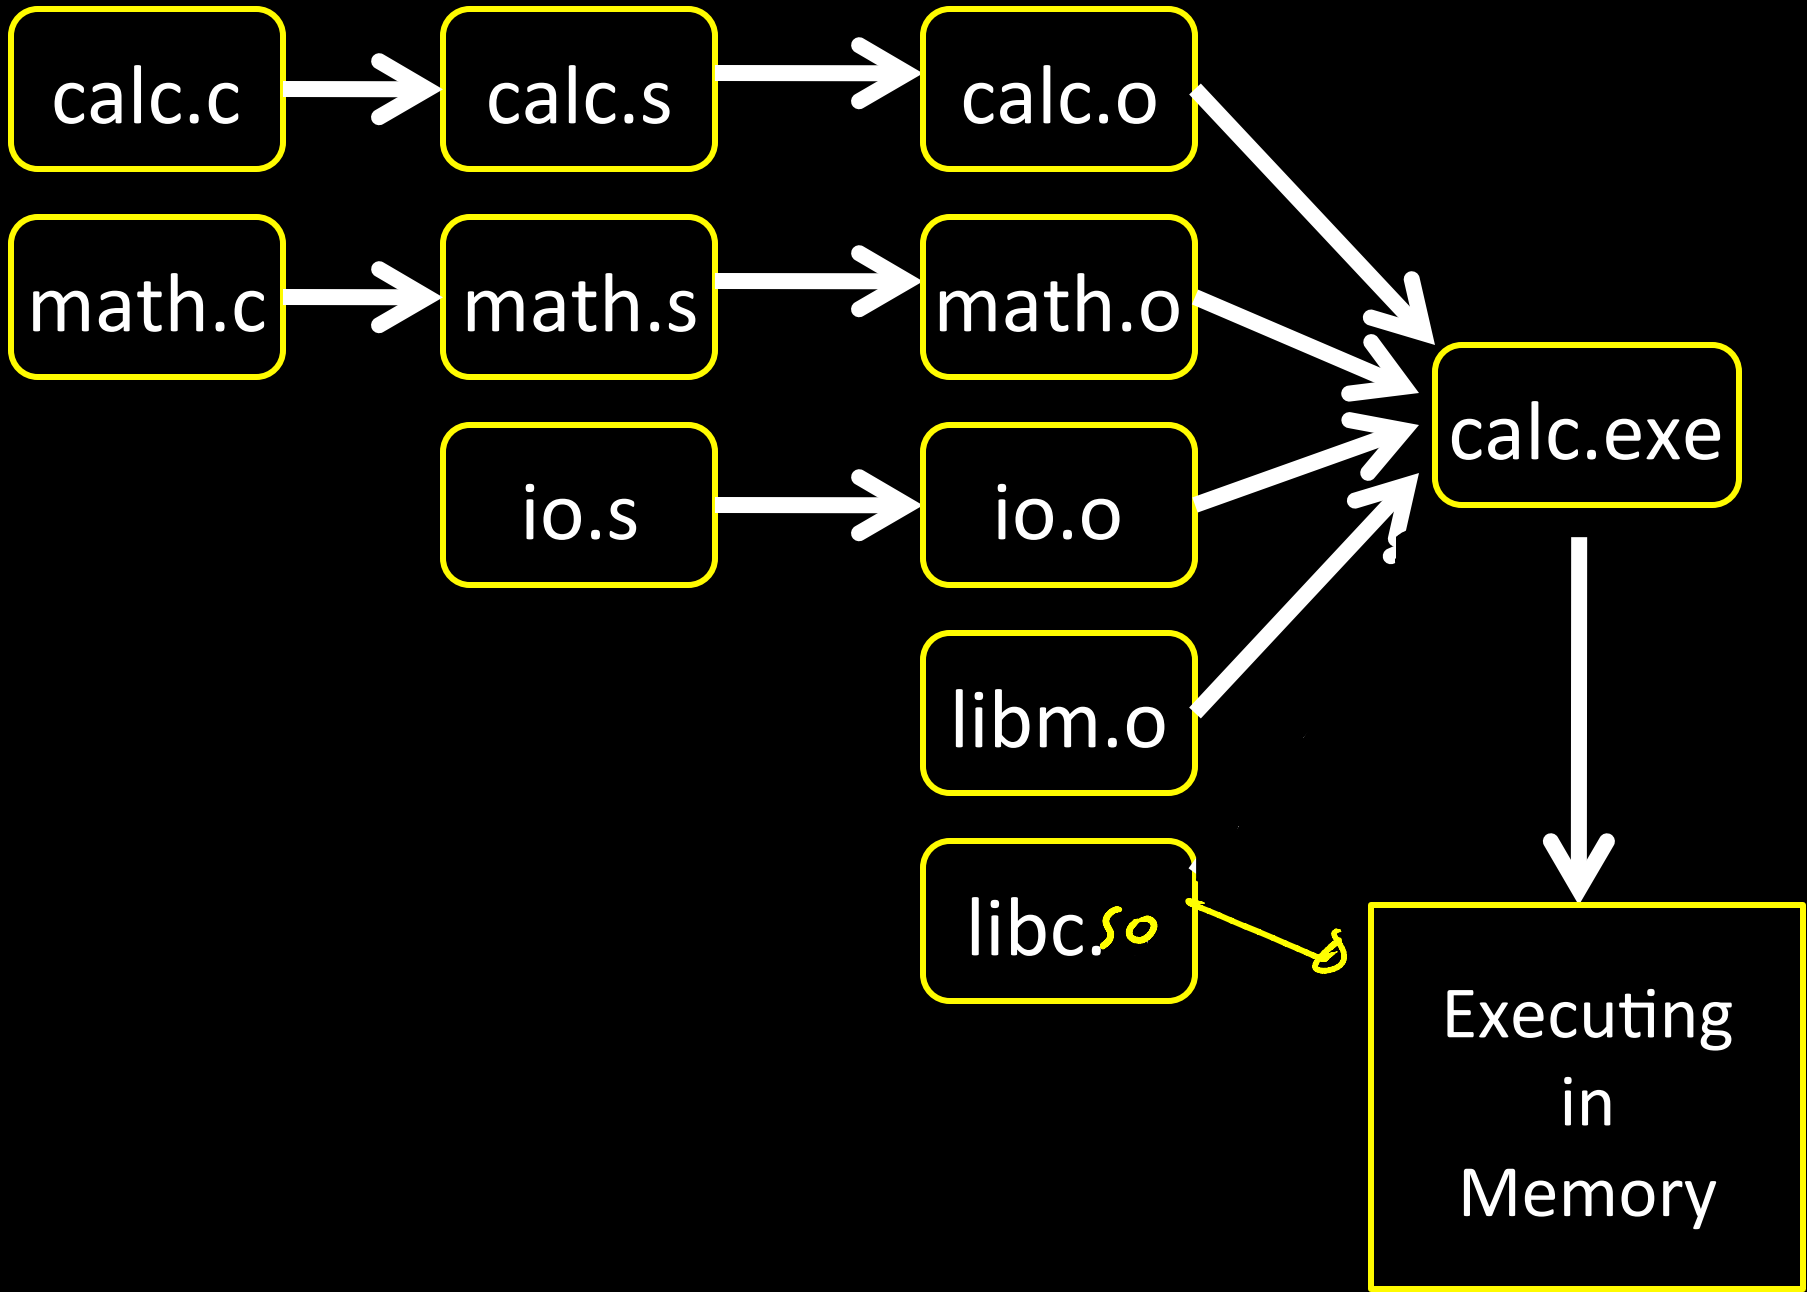 calc.c
calc.s
calc.o
math.c
math.s
math.o
calc.exe
io.s
io.o
libm.o
libc.so
Executing
in
Memory